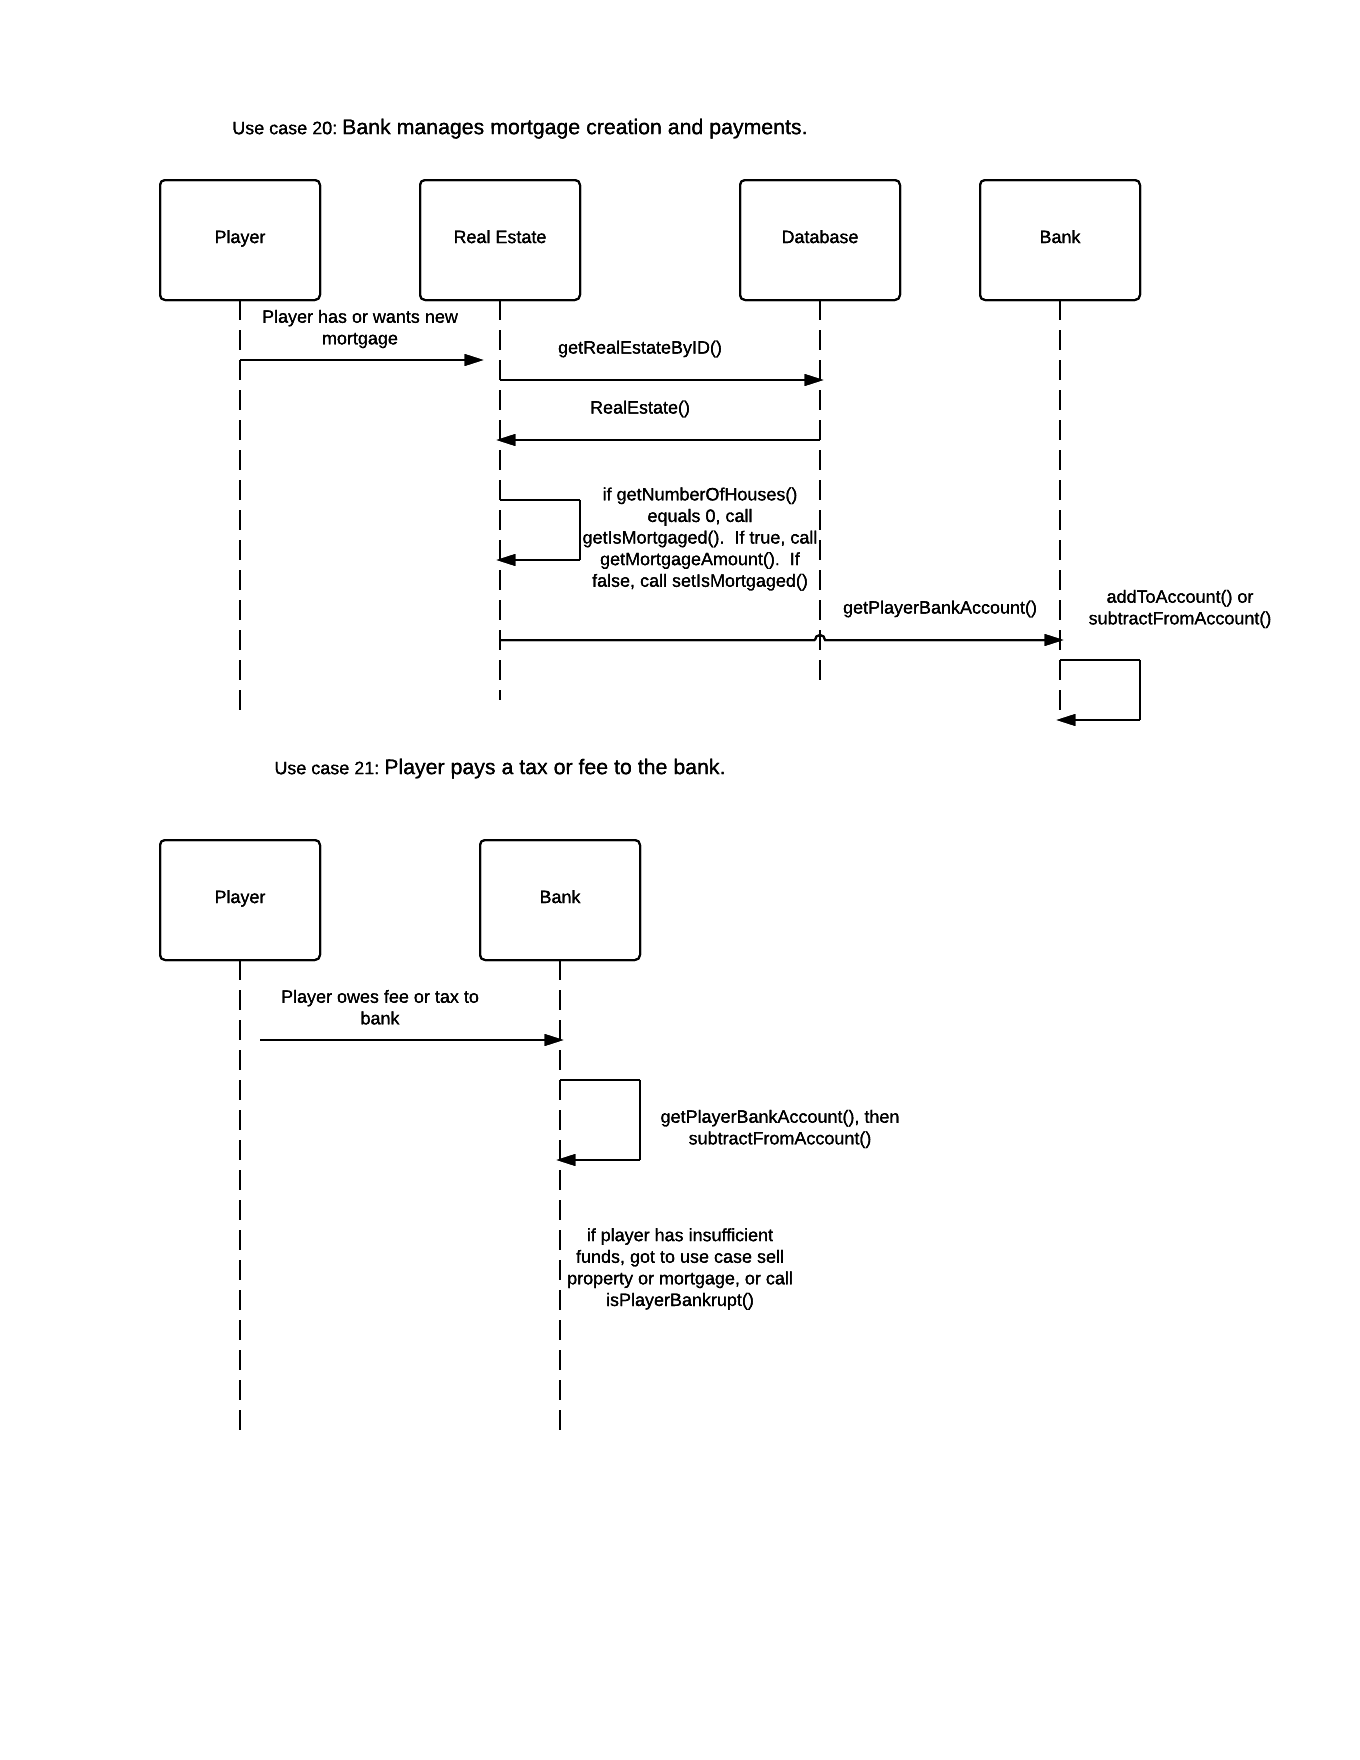 Use case 20: Bank manages mortgage creation and payments.
Player
Real Estate
Database
Bank
Player has or wants new
mortgage
getRealEstateByID()
RealEstate()
if getNumberOfHouses()
equals 0, call
getIsMortgaged().  If true, call
getMortgageAmount().  If
false, call setIsMortgaged()
getPlayerBankAccount()
addToAccount() or
subtractFromAccount()
Use case 21: Player pays a tax or fee to the bank.
Player
Bank
Player owes fee or tax to
bank
getPlayerBankAccount(), then
subtractFromAccount()
if player has insufficient
funds, got to use case sell
property or mortgage, or call
isPlayerBankrupt()